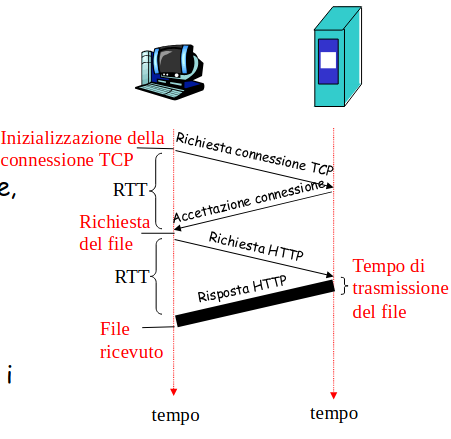 Inizializzazione della
connessione TCP
Richiesta connessione TCP
RTT
e,
Accettazione connessione
Richiesta
del file
Richiesta HTTP
RTT
Tempo di
trasmissione
del file
Risposta HTTP
File
ricevuto
i
tempo
tempo